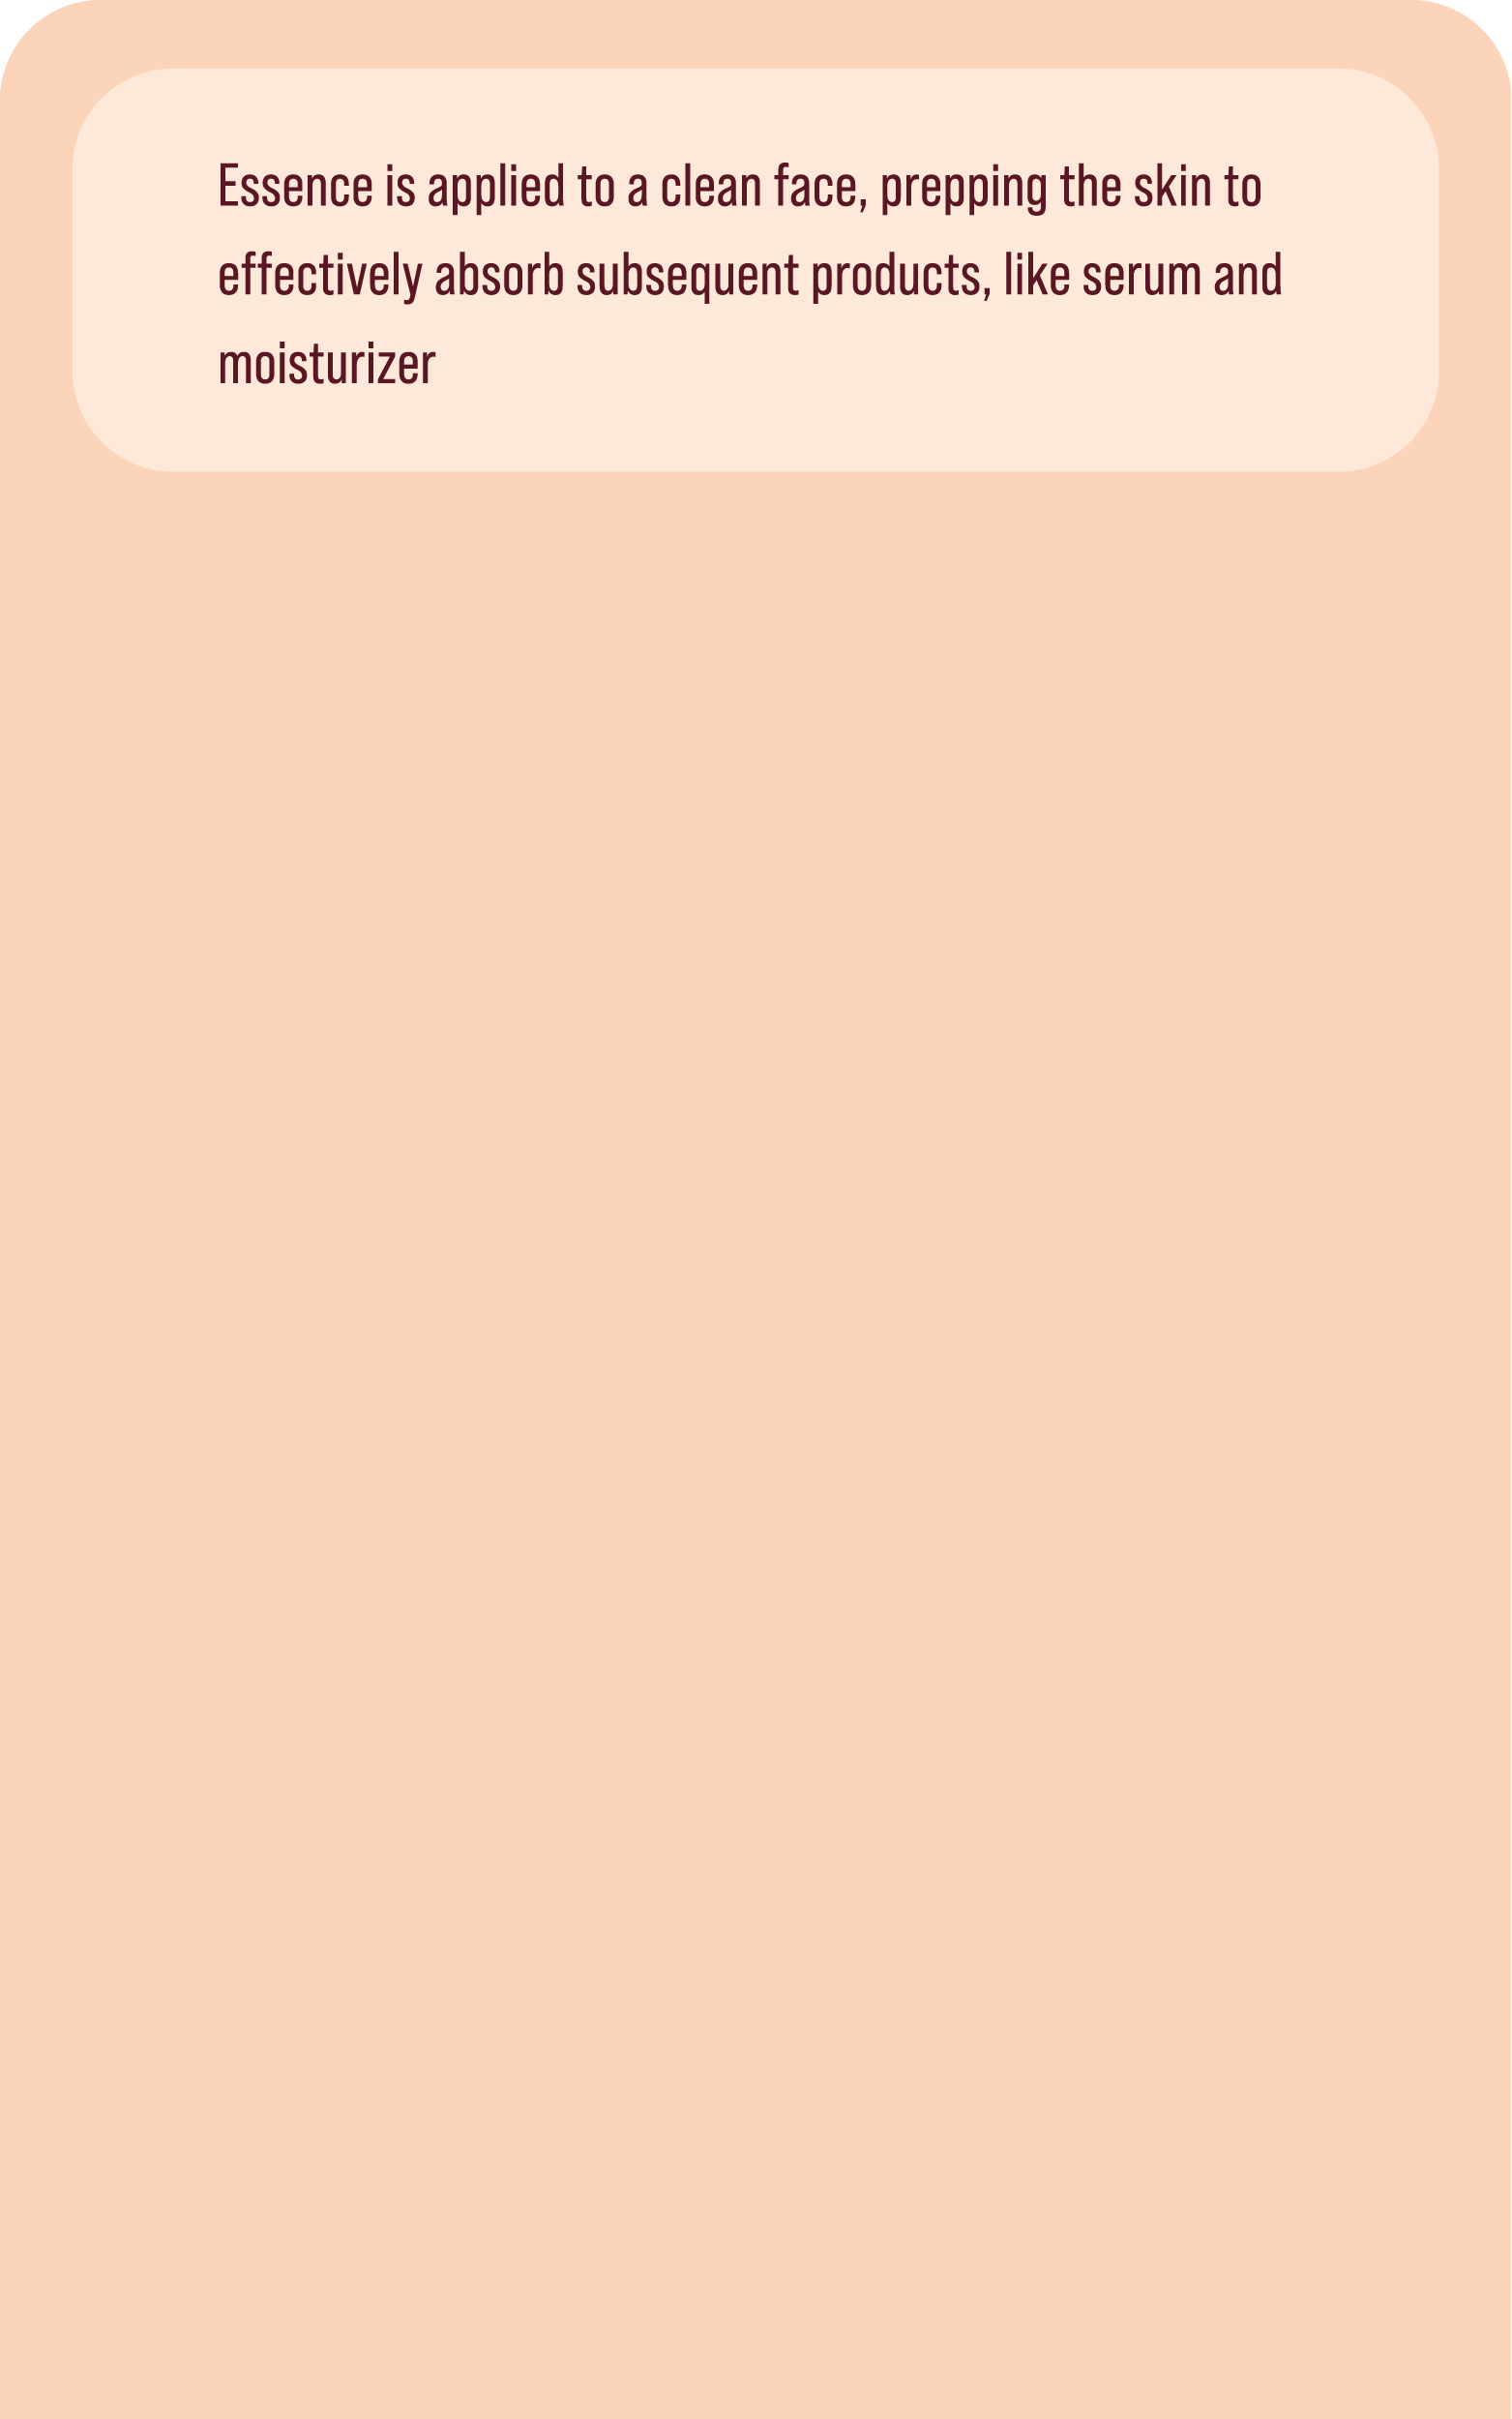 Essence is applied to a clean face, prepping the skin to
effectively absorb subsequent products, like serum and
moisturizer